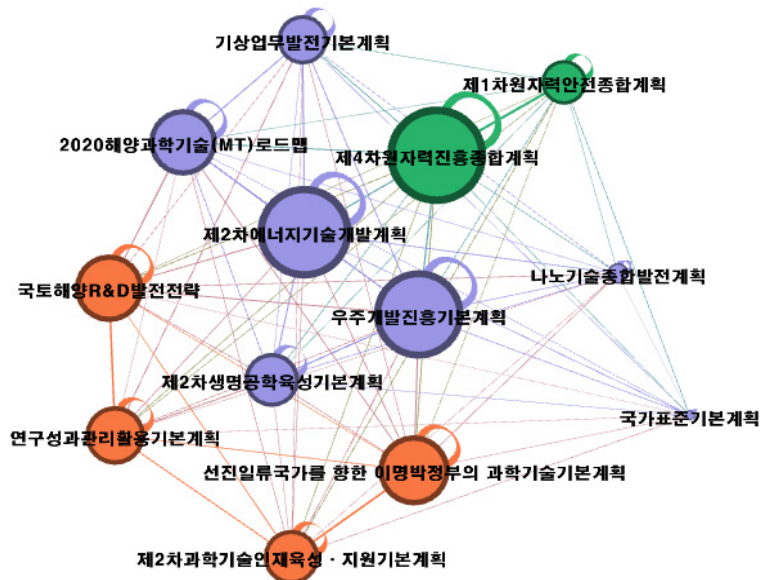 기상업무발전기본계획
제1차원자력안전종합계획
2020해양과학기술(MT)로드맵
제4차원자력진흥종합계획
제2차에너지기술개발계획
나노기술종합발전계획
국토해양R&D발전전략
우주개발진흥기본계획
제2차생명공학육성기본계획
국가표준기본계획
연구성과관리활용기본계획
선진일류국가를 향한 이명박정부의 과학기술기본계획
제2차과학기술인재육성·지원기본계획